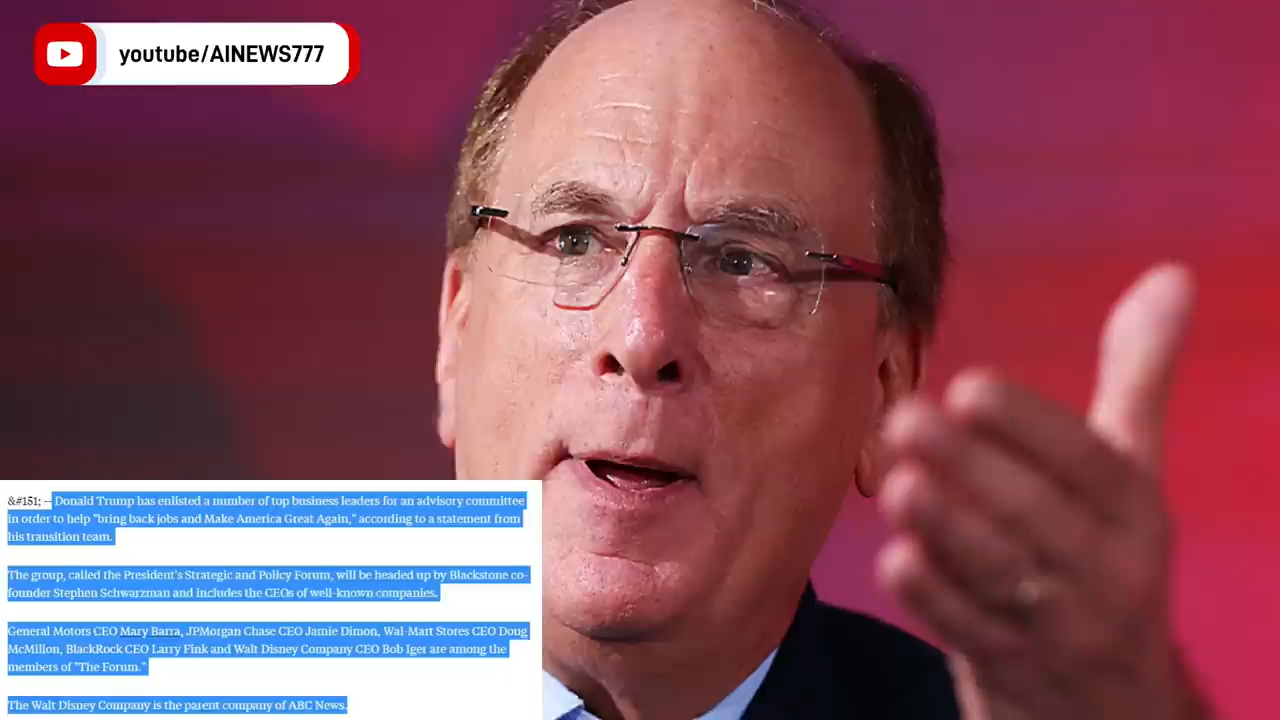 youtube/AINEWS777
&#151; -- Donald Trump has enlisted a number of top business leaders for an advisory committee
in order to help "bring back jobs and Make America Great Again," according to a statement from
his transition team.
The group, called the President's Strategic and Policy Forum, will be headed up by Blackstone co-
founder Stephen Schwarzman and includes the CEOs of well-known companies.
General Motors CEO Mary Barra, JPMorgan Chase CEO Jamie Dimon, Wal-Mart Stores CEO Doug
McMillon, BlackRock CEO Larry Fink and Walt Disney Company CEO Bob Iger are among the
members of "The Forum."
The Walt Disney Company is the parent company of ABC News.